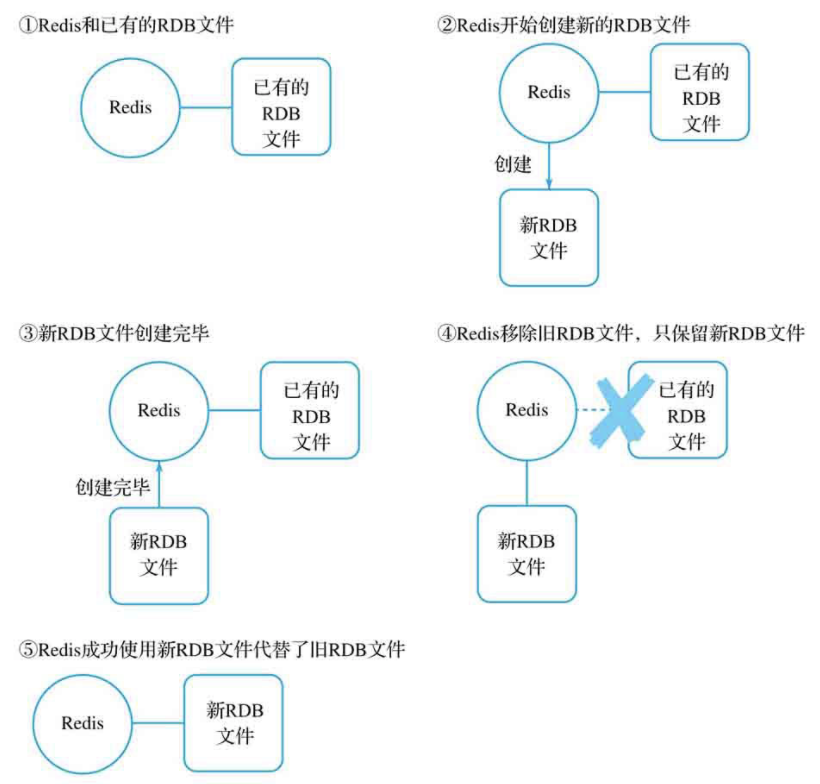 ①Redis和已有的RDB文件
Redis
已有的
RDB
文件
②Redis开始创建新的RDB文件
Redis
已有的
RDB
文件
创建
新RDB
文件
③新RDB文件创建完毕
Redis
已有的
RDB
文件
创建完毕
新RDB
文件
④Redis移除旧RDB文件，只保留新RDB文件
Redis
已有的
RDB
文件
新RDB
文件
⑤Redis成功使用新RDB文件代替了旧RDB文件
Redis
新RDB
文件